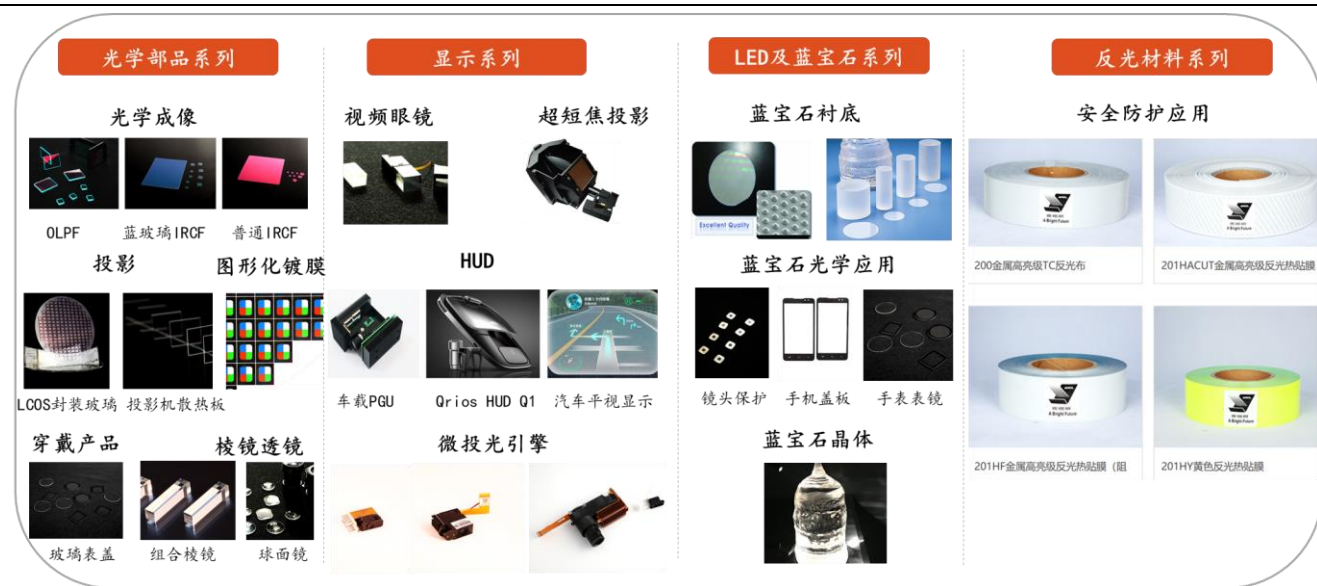 光学部品系列
光学成像
OLPF
蓝玻璃IRCF
普通IRCF
投影
图形化镀膜
LCOS封装玻璃
投影机散热板
穿戴产品
棱镜透镜
玻璃表盖
组合棱镜
球面镜
显示系列
视频眼镜
超短焦投影
HUD
车载PGU
Qrios HUD Q1
汽车平视显示
微投光引擎
LED及蓝宝石系列
蓝宝石衬底
Excellent Quality
蓝宝石光学应用
镜头保护
手机盖板
手表表镜
蓝宝石晶体
反光材料系列
安全防护应用
A Bright Future
200金属高亮级TC反光布
A Bright Future
201HACUT金属高亮级反光热贴膜
A Bright Future
201HF金属高亮级反光热贴膜（阻
A Bright Future
201HY黄色反光热贴膜